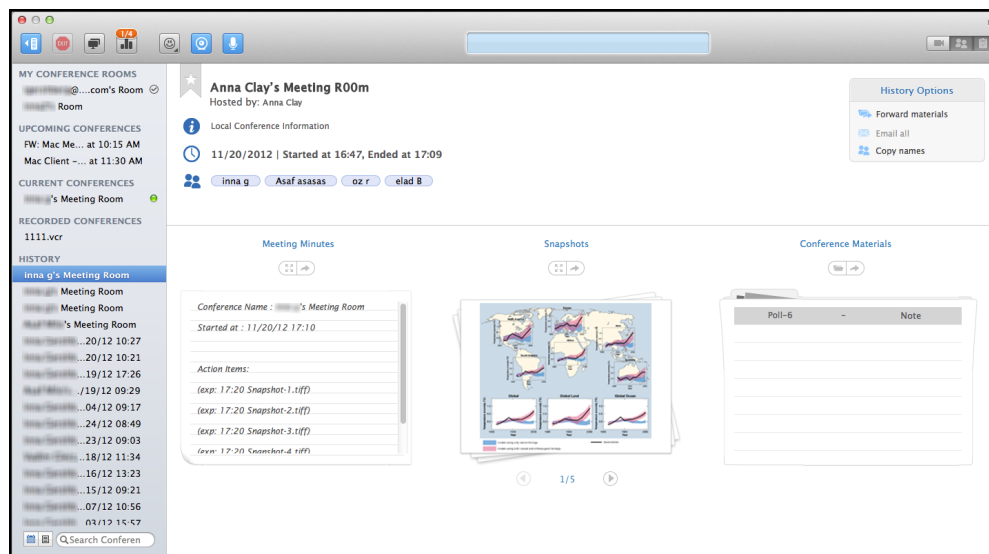 1/4
EXIT
MY CONFERENCE ROOMS
@....com's Room
Room
UPCOMING CONFERENCES
FW: Mac Me... at 10:15 AM
Mac Client -... at 11:30 AM
CURRENT CONFERENCES
's Meeting Room
RECORDED CONFERENCES
1111.vcr
HISTORY
inna g's Meeting Room
Meeting Room
Meeting Room
's Meeting Room
...20/12 10:27
...20/12 10:21
...19/12 17:26
./19/12 09:29
...04/12 09:17
...24/12 08:49
...23/12 09:03
...18/12 11:34
...16/12 13:23
...15/12 09:21
...07/12 10:56
03/12 15:57
Search Conferen
Anna Clay's Meeting R00m
Hosted by: Anna Clay
Local Conference Information
11/20/2012 | Started at 16:47, Ended at 17:09
inna g Asaf asasas oz r elad B
History Options
Forward materials
Email all
Copy names
Meeting Minutes
Conference Name : 's Meeting Room
Started at : 11/20/12 17:10
Action Items:
(exp: 17:20 Snapshot-1.tiff)
(exp: 17:20 Snapshot-2.tiff)
(exp: 17:20 Snapshot-3.tiff)
(exp: 17:20 Snapshot-4.tiff)
Snapshots
Global Global Land Global Ocean
1/5
Conference Materials
Poll-6 - Note